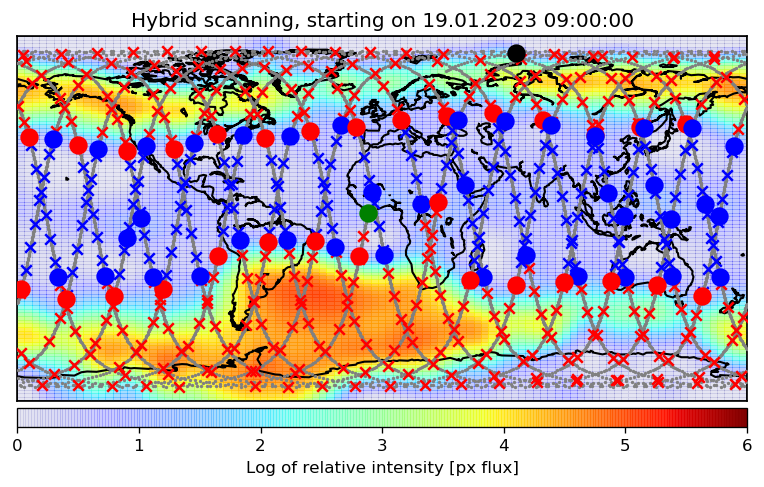 Hybrid scanning, starting on 19.01.2023 09:00:00
0 1 2 3 4 5 6
Log of relative intensity [px flux]